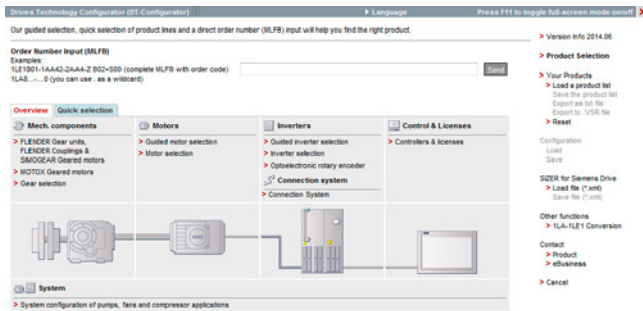 Drives Technology Configurator (DT-Configurator)
Language
Press F11 to toggle full-screen mode on/off
Our guided selection, quick selection of product lines and a direct order number (MLFB) input will help you find the right product.
Order Number Input (MLFB)
Examples:
1LE1001-1AA42-2AA4-Z B02+S00 (complete MLFB with order code)
1LA8...-.. 0 (you can use . as a wildcard)
Send
Overview
Quick selection
Mech. components
FLENDER Gear units,
FLENDER Couplings &
SIMOGEAR Geared motors
MOTOX Geared motors
Gear selection
Motors
Guided motor selection
Motor selection
Inverters
Guided inverter selection
Inverter selection
Optoelectronic rotary encoder
Connection system
Connection System
Control & Licenses
Controllers & licenses
System
System configuration of pumps, fans and compressor applications
Version Info 2014.06
Product Selection
Your Products
Load a product list
Save the product list
Export as txt file
Export to .VSR file
Reset
Configuration
Load
Save
SIZER for Siemens Drive
Load file (*.xml)
Save file (*.xml)
Other functions
1LA-1LE1 Conversion
Contact
Product
eBusiness
Cancel